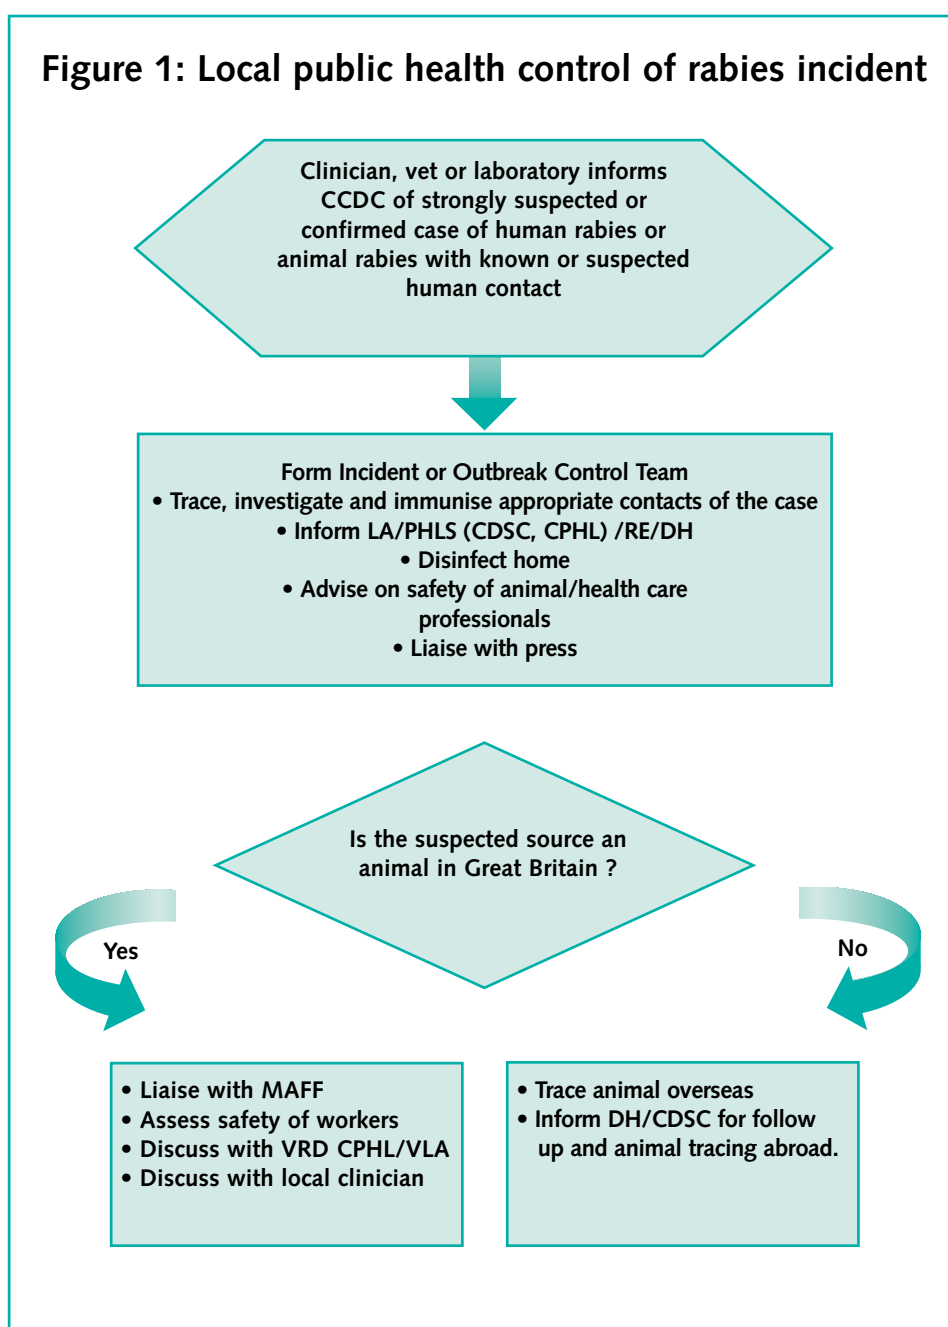 Figure 1: Local public health control of rabies incident
Clinician, vet or laboratory informs
CCDC of strongly suspected or
confirmed case of human rabies or
animal rabies with known or suspected
human contact
Form Incident or Outbreak Control Team
• Trace, investigate and immunise appropriate contacts of the case
• Inform LA/PHLS (CDSC, CPHL) /RE/DH
• Disinfect home
• Advise on safety of animal/health care
professionals
• Liaise with press
Is the suspected source an
animal in Great Britain ?
Yes
No
• Liaise with MAFF
• Assess safety of workers
• Discuss with VRD CPHL/VLA
• Discuss with local clinician
• Trace animal overseas
• Inform DH/CDSC for follow
up and animal tracing abroad.